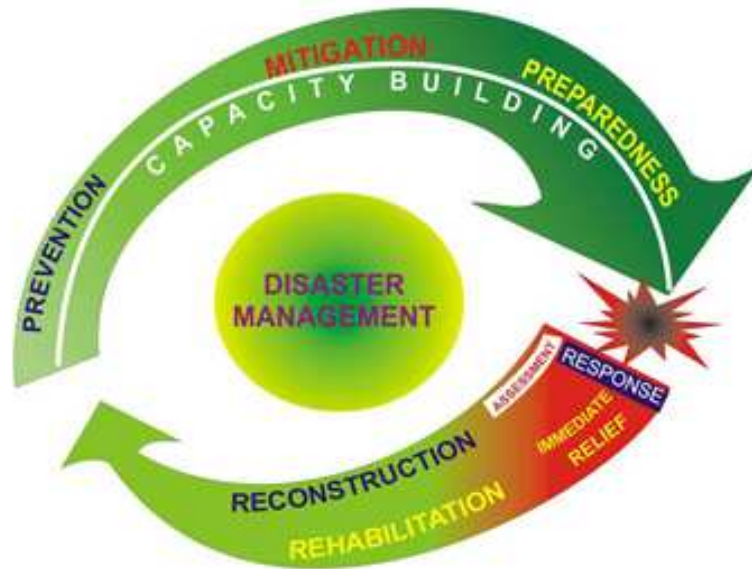 MITIGATION
CAPACITY BUILDING
PREPAREDNESS
PREVENTION
DISASTER
MANAGEMENT
ASSESSMENT
RESPONSE
IMMEDIATE
RELIEF
RECONSTRUCTION
REHABILITATION